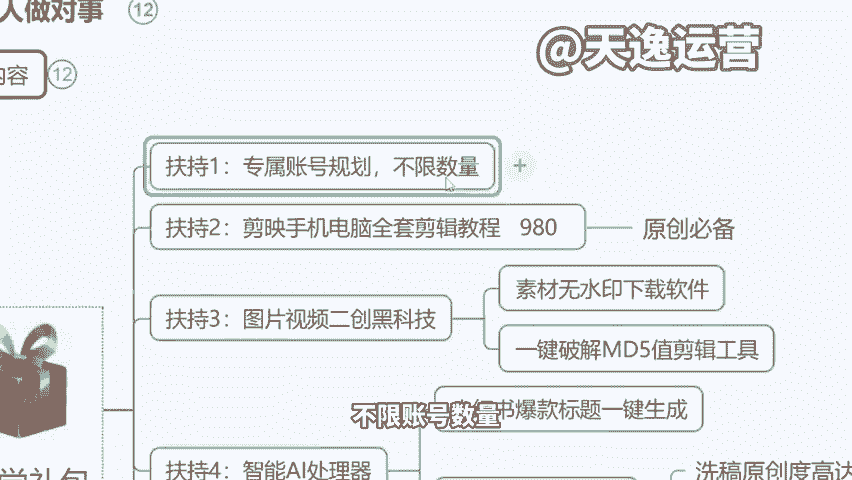 人做对事 12
@天逸运营
内容 12
扶持1：专属账号规划，不限数量
扶持2：剪映手机电脑全套剪辑教程 980
原创必备
素材无水印下载软件
扶持3：图片视频二创黑科技
一键破解MD5值剪辑工具
书爆款标题一键生成
不限账号数量
扶持4：智能AI处理器
洗稿原创度高达